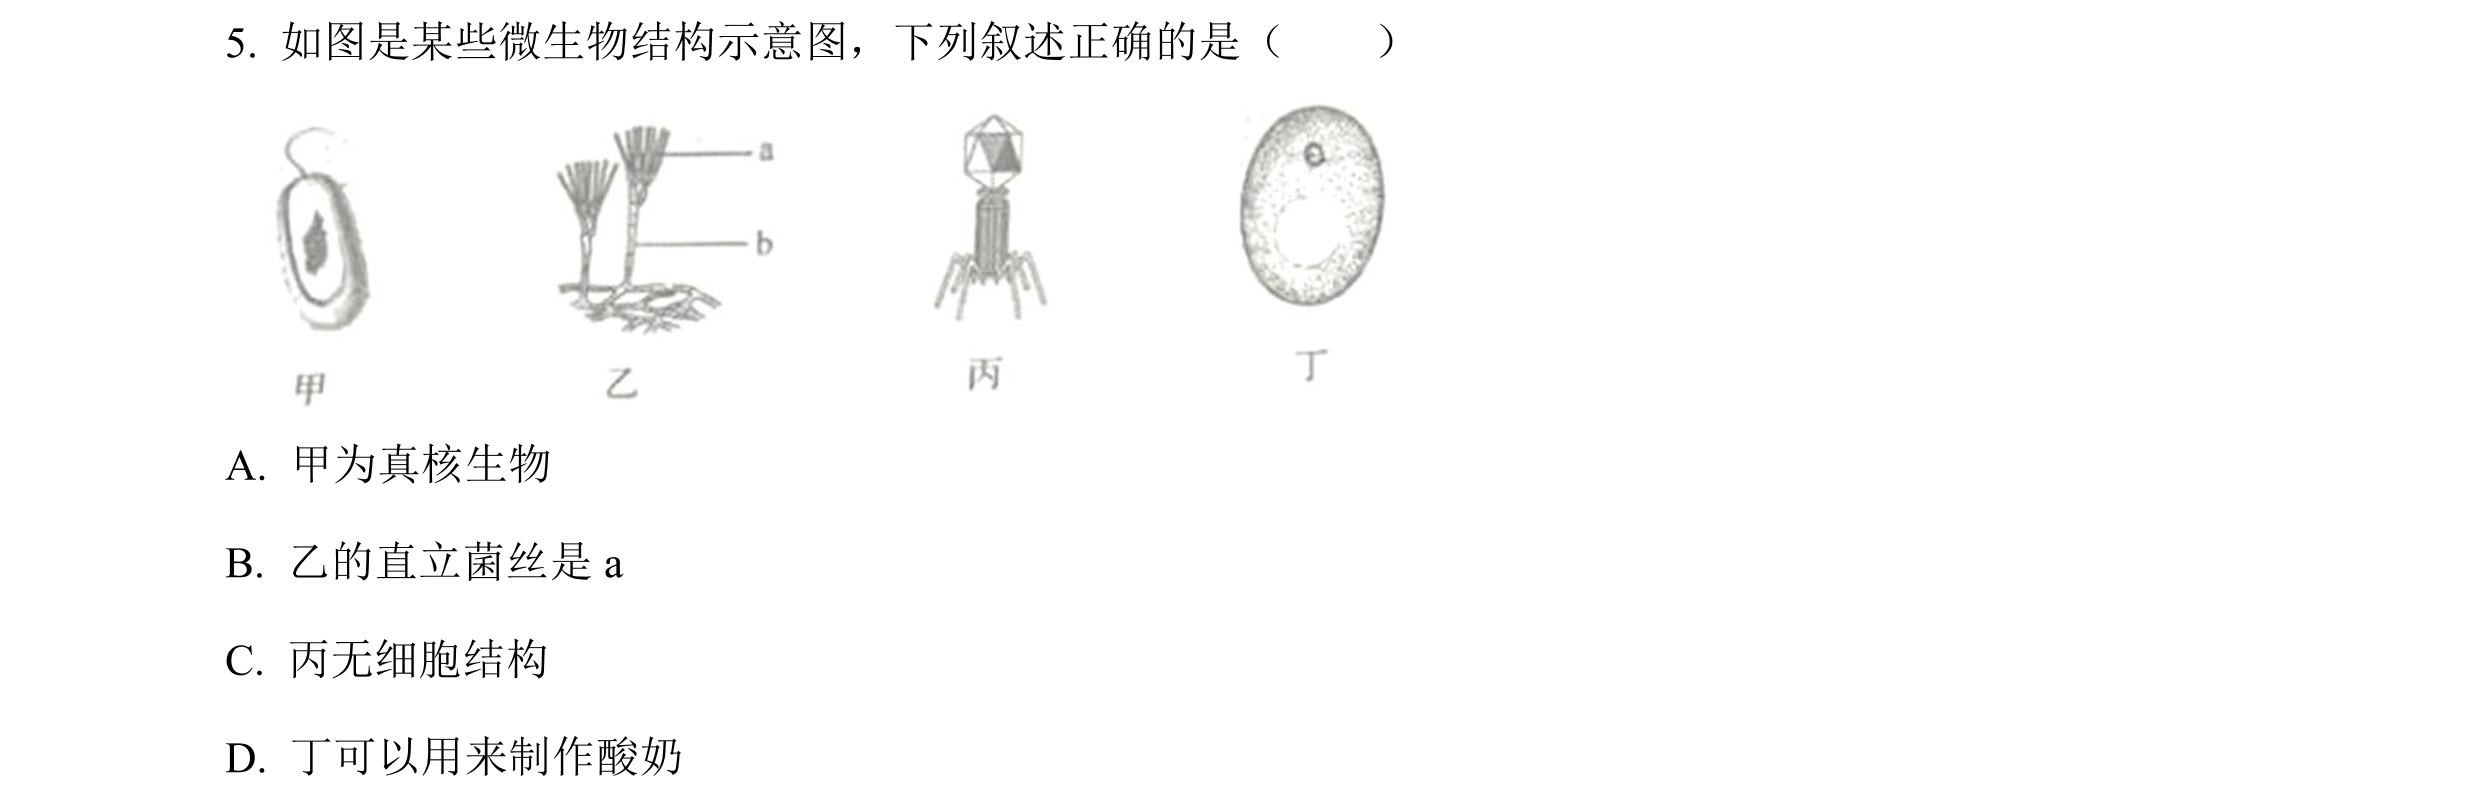 5. 如图是某些微生物结构示意图，下列叙述正确的是（　　）
a
b
甲 乙 丙 丁
A. 甲为真核生物
B. 乙的直立菌丝是 a
C. 丙无细胞结构
D. 丁可以用来制作酸奶